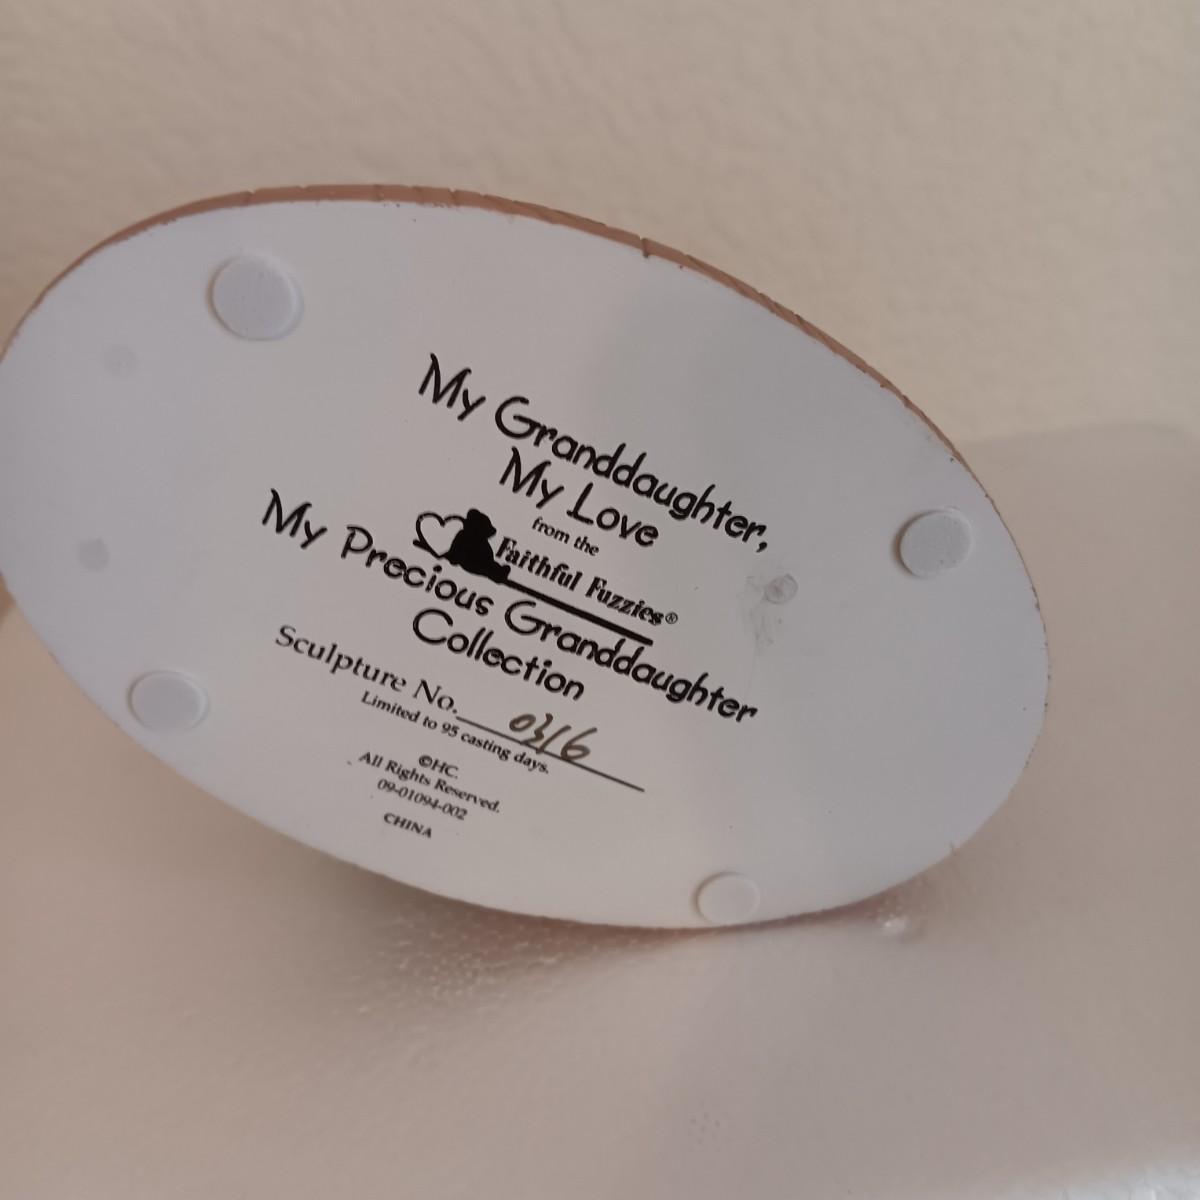 My Granddaughter,
My Love
from the
Faithful Fuzzies®
My Precious Granddaughter
Collection
Sculpture No. 0316
Limited to 95 casting days.
©HC.
All Rights Reserved.
09-01094-002
CHINA